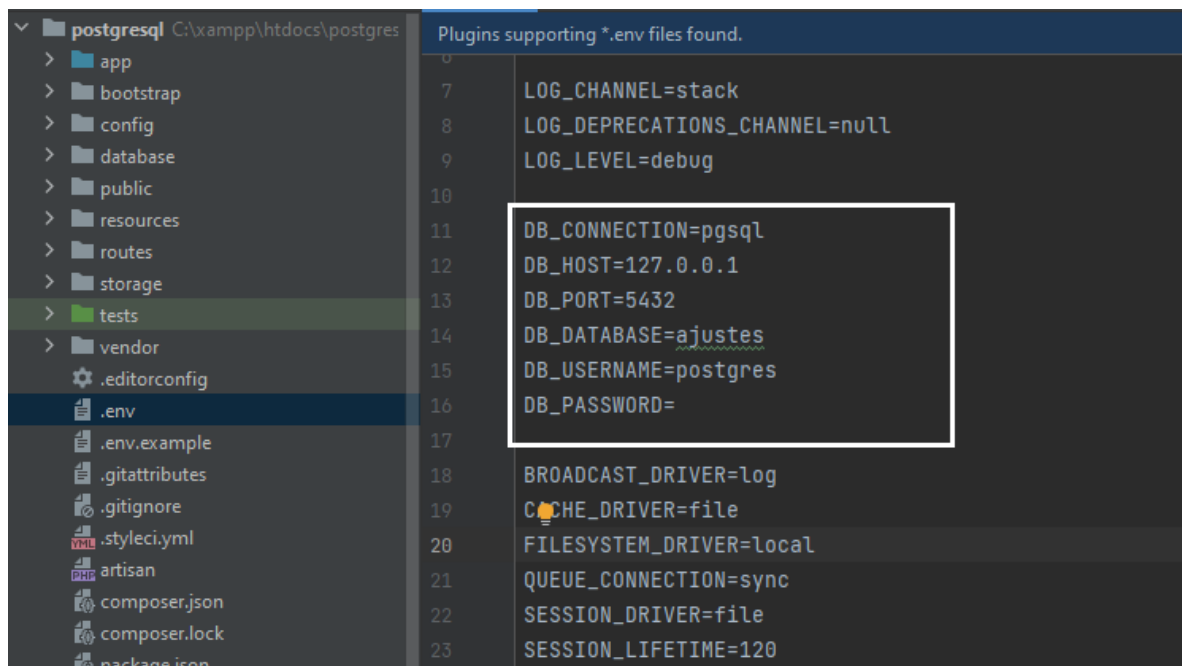 postgresql C:\xampp\htdocs\postgres
app
bootstrap
config
database
public
resources
routes
storage
tests
vendor
.editorconfig
.env
.env.example
.gitattributes
.gitignore
.styleci.yml
artisan
composer.json
composer.lock
package.json
Plugins supporting *.env files found.
6
7 LOG_CHANNEL=stack
8 LOG_DEPRECATIONS_CHANNEL=null
9 LOG_LEVEL=debug
10
11 DB_CONNECTION=pgsql
12 DB_HOST=127.0.0.1
13 DB_PORT=5432
14 DB_DATABASE=ajustes
15 DB_USERNAME=postgres
16 DB_PASSWORD=
17
18 BROADCAST_DRIVER=log
19 CACHE_DRIVER=file
20 FILESYSTEM_DRIVER=local
21 QUEUE_CONNECTION=sync
22 SESSION_DRIVER=file
23 SESSION_LIFETIME=120